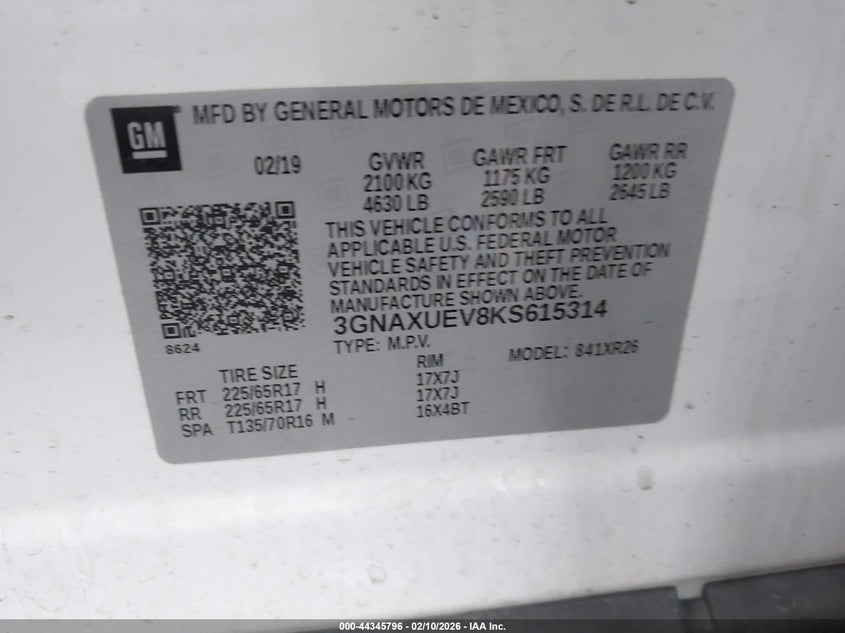 GM
MFD BY GENERAL MOTORS DE MEXICO, S. DE R.L. DE C.V.
02/19
GVWR GAWR FRT GAWR RR
2100 KG 1175 KG 1200 KG
4630 LB 2590 LB 2645 LB
THIS VEHICLE CONFORMS TO ALL
APPLICABLE U.S. FEDERAL MOTOR
VEHICLE SAFETY AND THEFT PREVENTION
STANDARDS IN EFFECT ON THE DATE OF
MANUFACTURE SHOWN ABOVE.
3GNAXUEV8KS615314
8624
TYPE: M.P.V. MODEL: 841XR26
TIRE SIZE RIM
FRT 225/65R17 H 17X7J
RR 225/65R17 H 17X7J
SPA T135/70R16 M 16X4BT
000-44345796 - 02/10/2026 - IAA Inc.